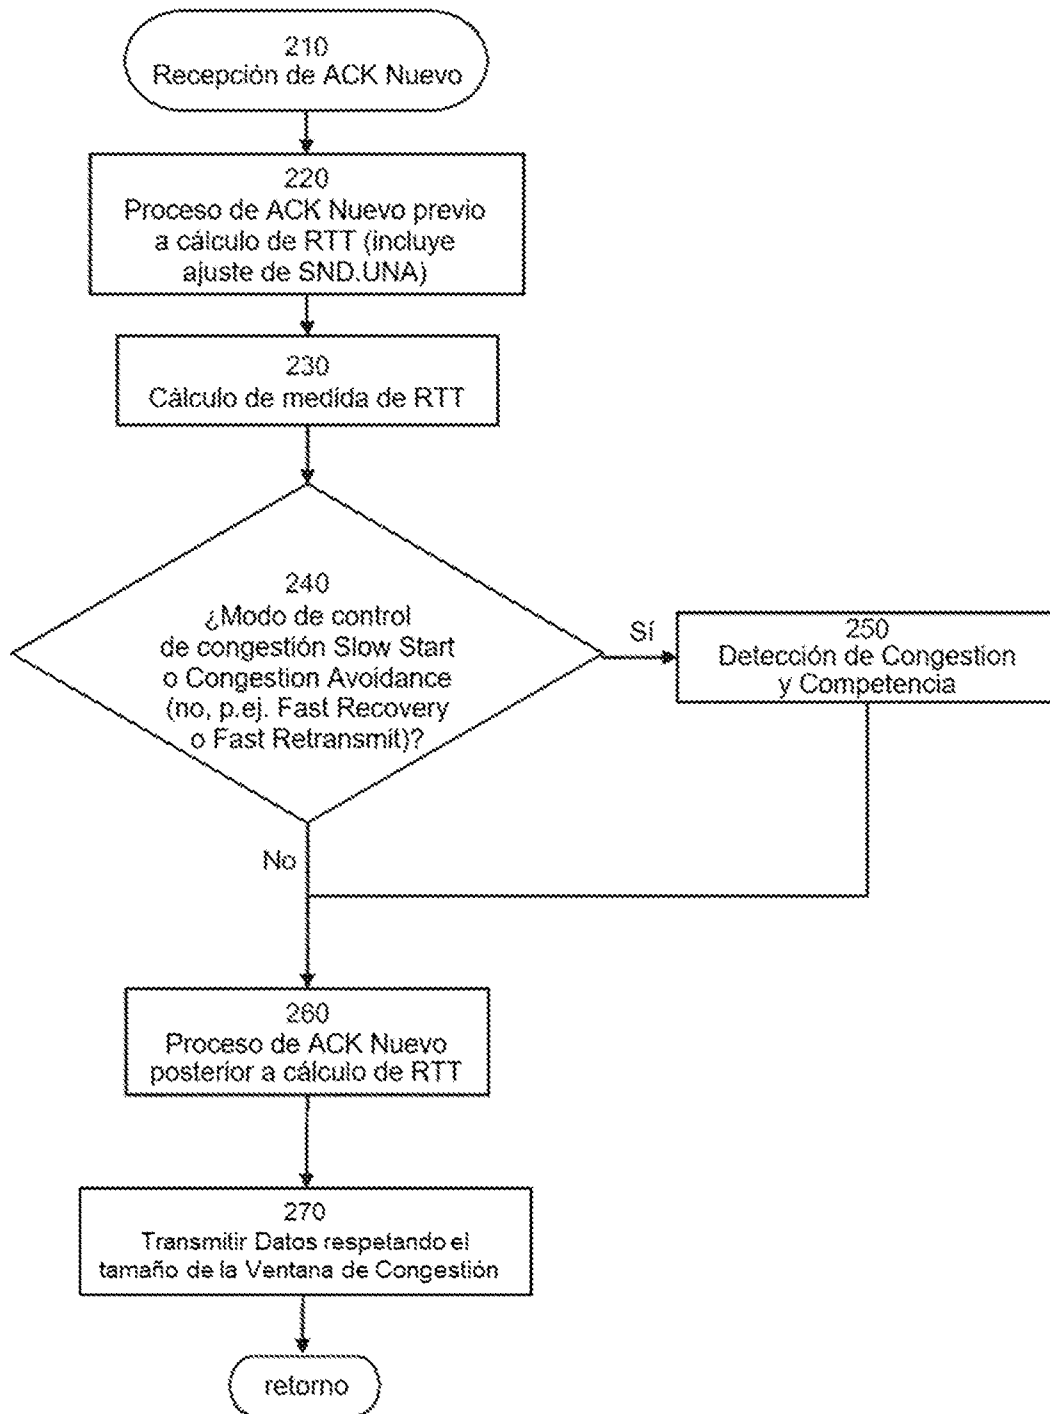 210
Recepción de ACK Nuevo
220
Proceso de ACK Nuevo previo
a cálculo de RTT (incluye
ajuste de SND.UNA)
230
Cálculo de medida de RTT
240
¿Modo de control
de congestión Slow Start
o Congestion Avoidance
(no, p.ej. Fast Recovery
o Fast Retransmit)?
Sí
250
Detección de Congestion
y Competencia
No
260
Proceso de ACK Nuevo
posterior a cálculo de RTT
270
Transmitir Datos respetando el
tamaño de la Ventana de Congestión
retorno